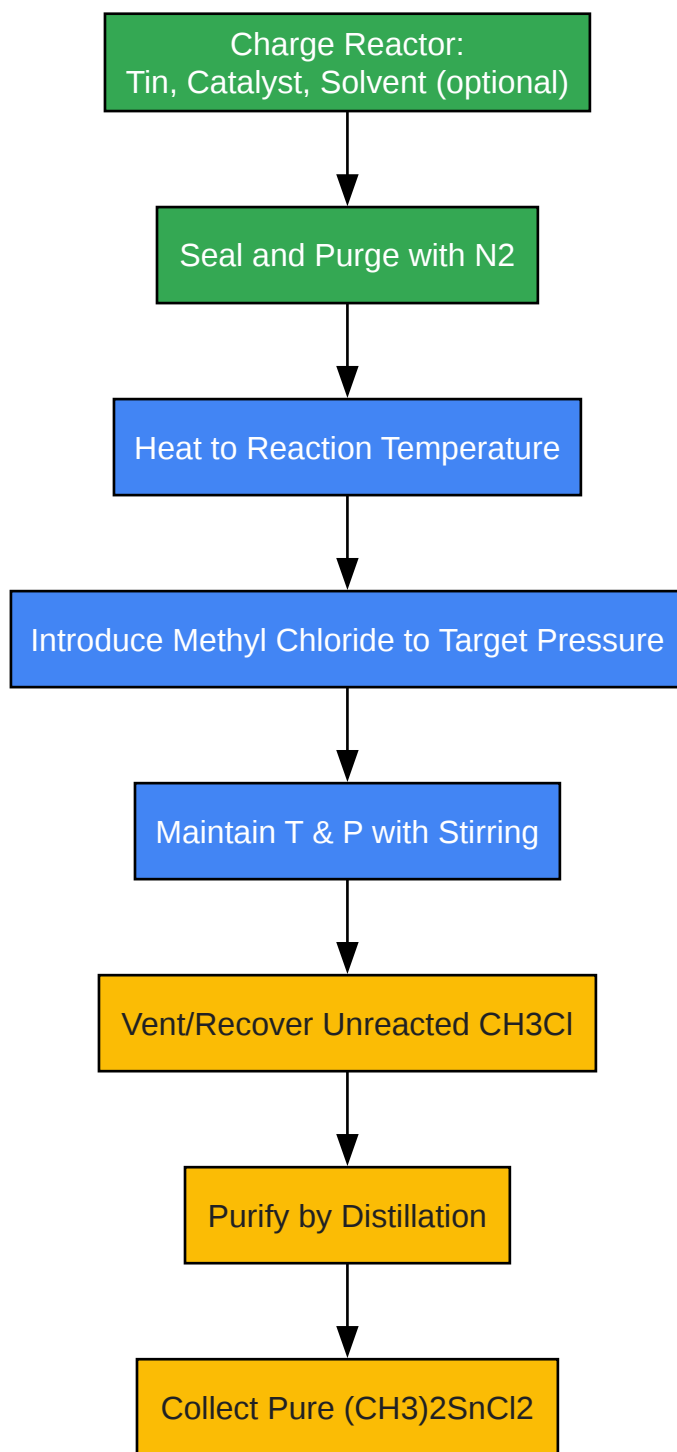 Charge Reactor:
Tin, Catalyst, Solvent (optional)
Seal and Purge with N2
Heat to Reaction Temperature
Introduce Methyl Chloride to Target Pressure
Maintain T & P with Stirring
Vent/Recover Unreacted CH3Cl
Purify by Distillation
Collect Pure (CH3)2SnCl2